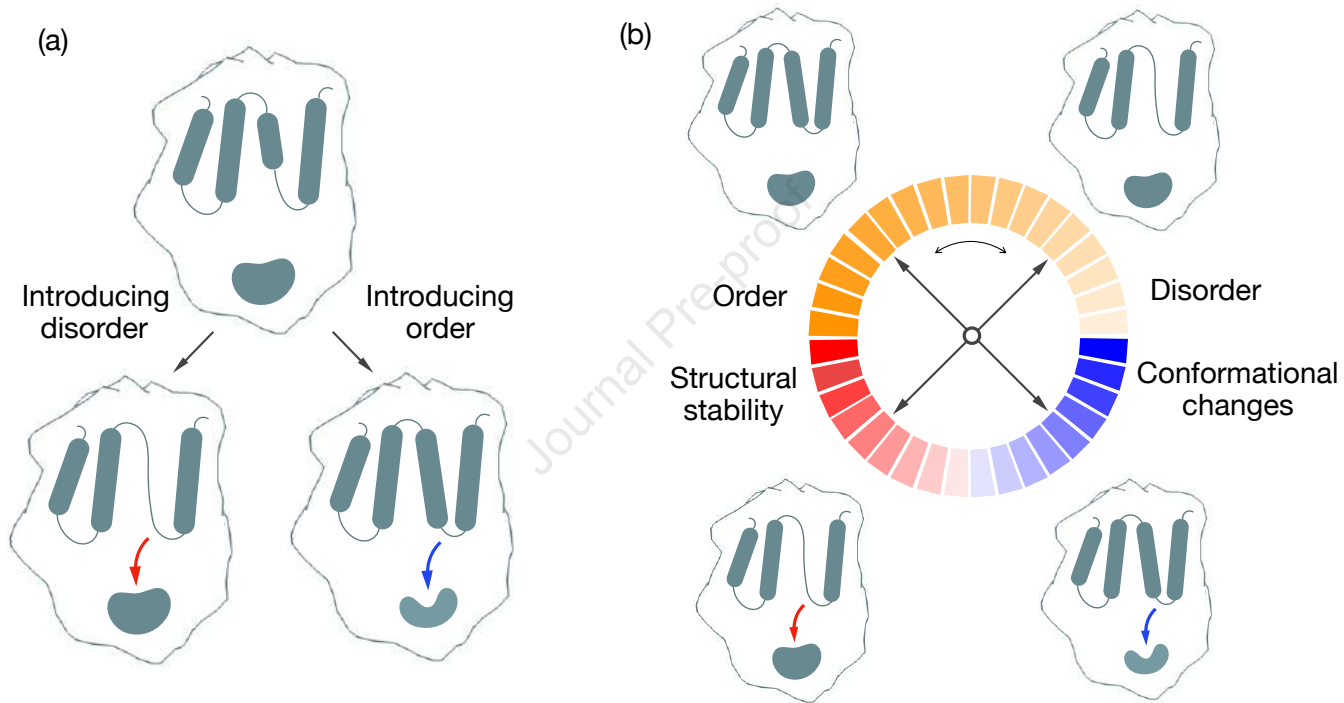 (a)
Introducing
disorder
Introducing
order
(b)
Order
Disorder
Structural
stability
Conformational
changes
Journal Pre-proof